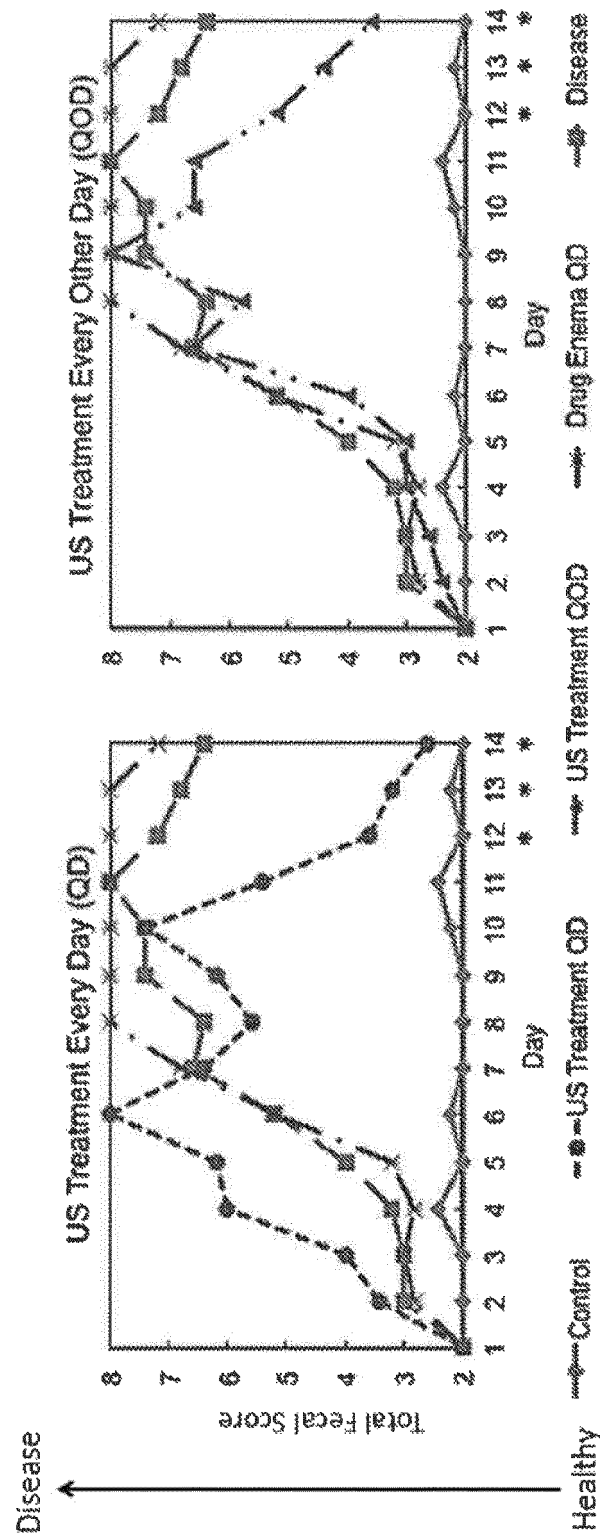 Disease
Healthy
Total Fecal Score
US Treatment Every Day (QD)
8
7
6
5
4
3
2
1 2 3 4 5 6 7 8 9 10 11 12 13 14
* * *
Day
US Treatment Every Other Day (QOD)
8
7
6
5
4
3
2
1 2 3 4 5 6 7 8 9 10 11 12 13 14
* * *
Day
Control US Treatment QD US Treatment QOD Drug Enema QD Disease